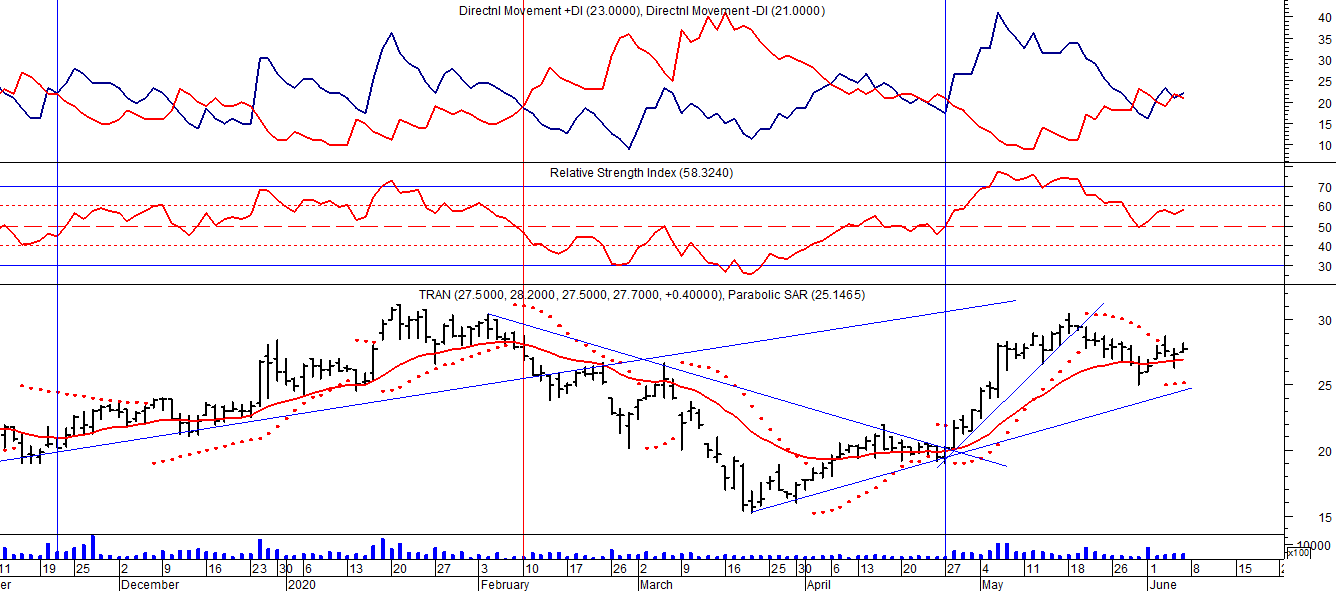 Directnl Movement +DI (23.0000), Directnl Movement -DI (21.0000)
40
35
30
25
20
15
10
Relative Strength Index (58.3240)
70
60
50
40
30
TRAN (27.5000, 28.2000, 27.5000, 27.7000, +0.40000), Parabolic SAR (25.1465)
30
25
20
15
10000
x100
11 19 25 2 9 16 23 30 6 13 20 27 3 10 17 26 2 9 16 25 30 6 13 20 27 4 11 18 26 1 8 15 2
er December 2020 February March April May June